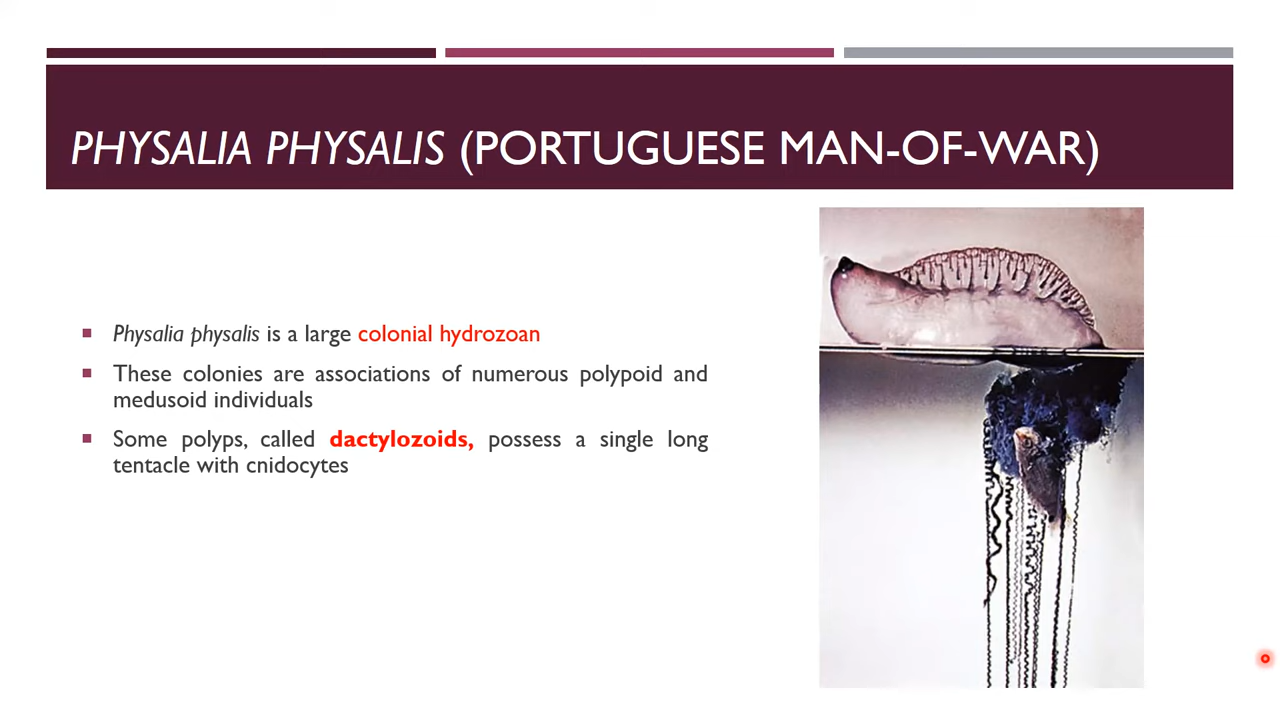 PHYSALIA PHYSALIS (PORTUGUESE MAN-OF-WAR)
Physalia physalis is a large colonial hydrozoan
These colonies are associations of numerous polypoid and
medusoid individuals
Some polyps, called dactylozoids, possess a single long
tentacle with cnidocytes